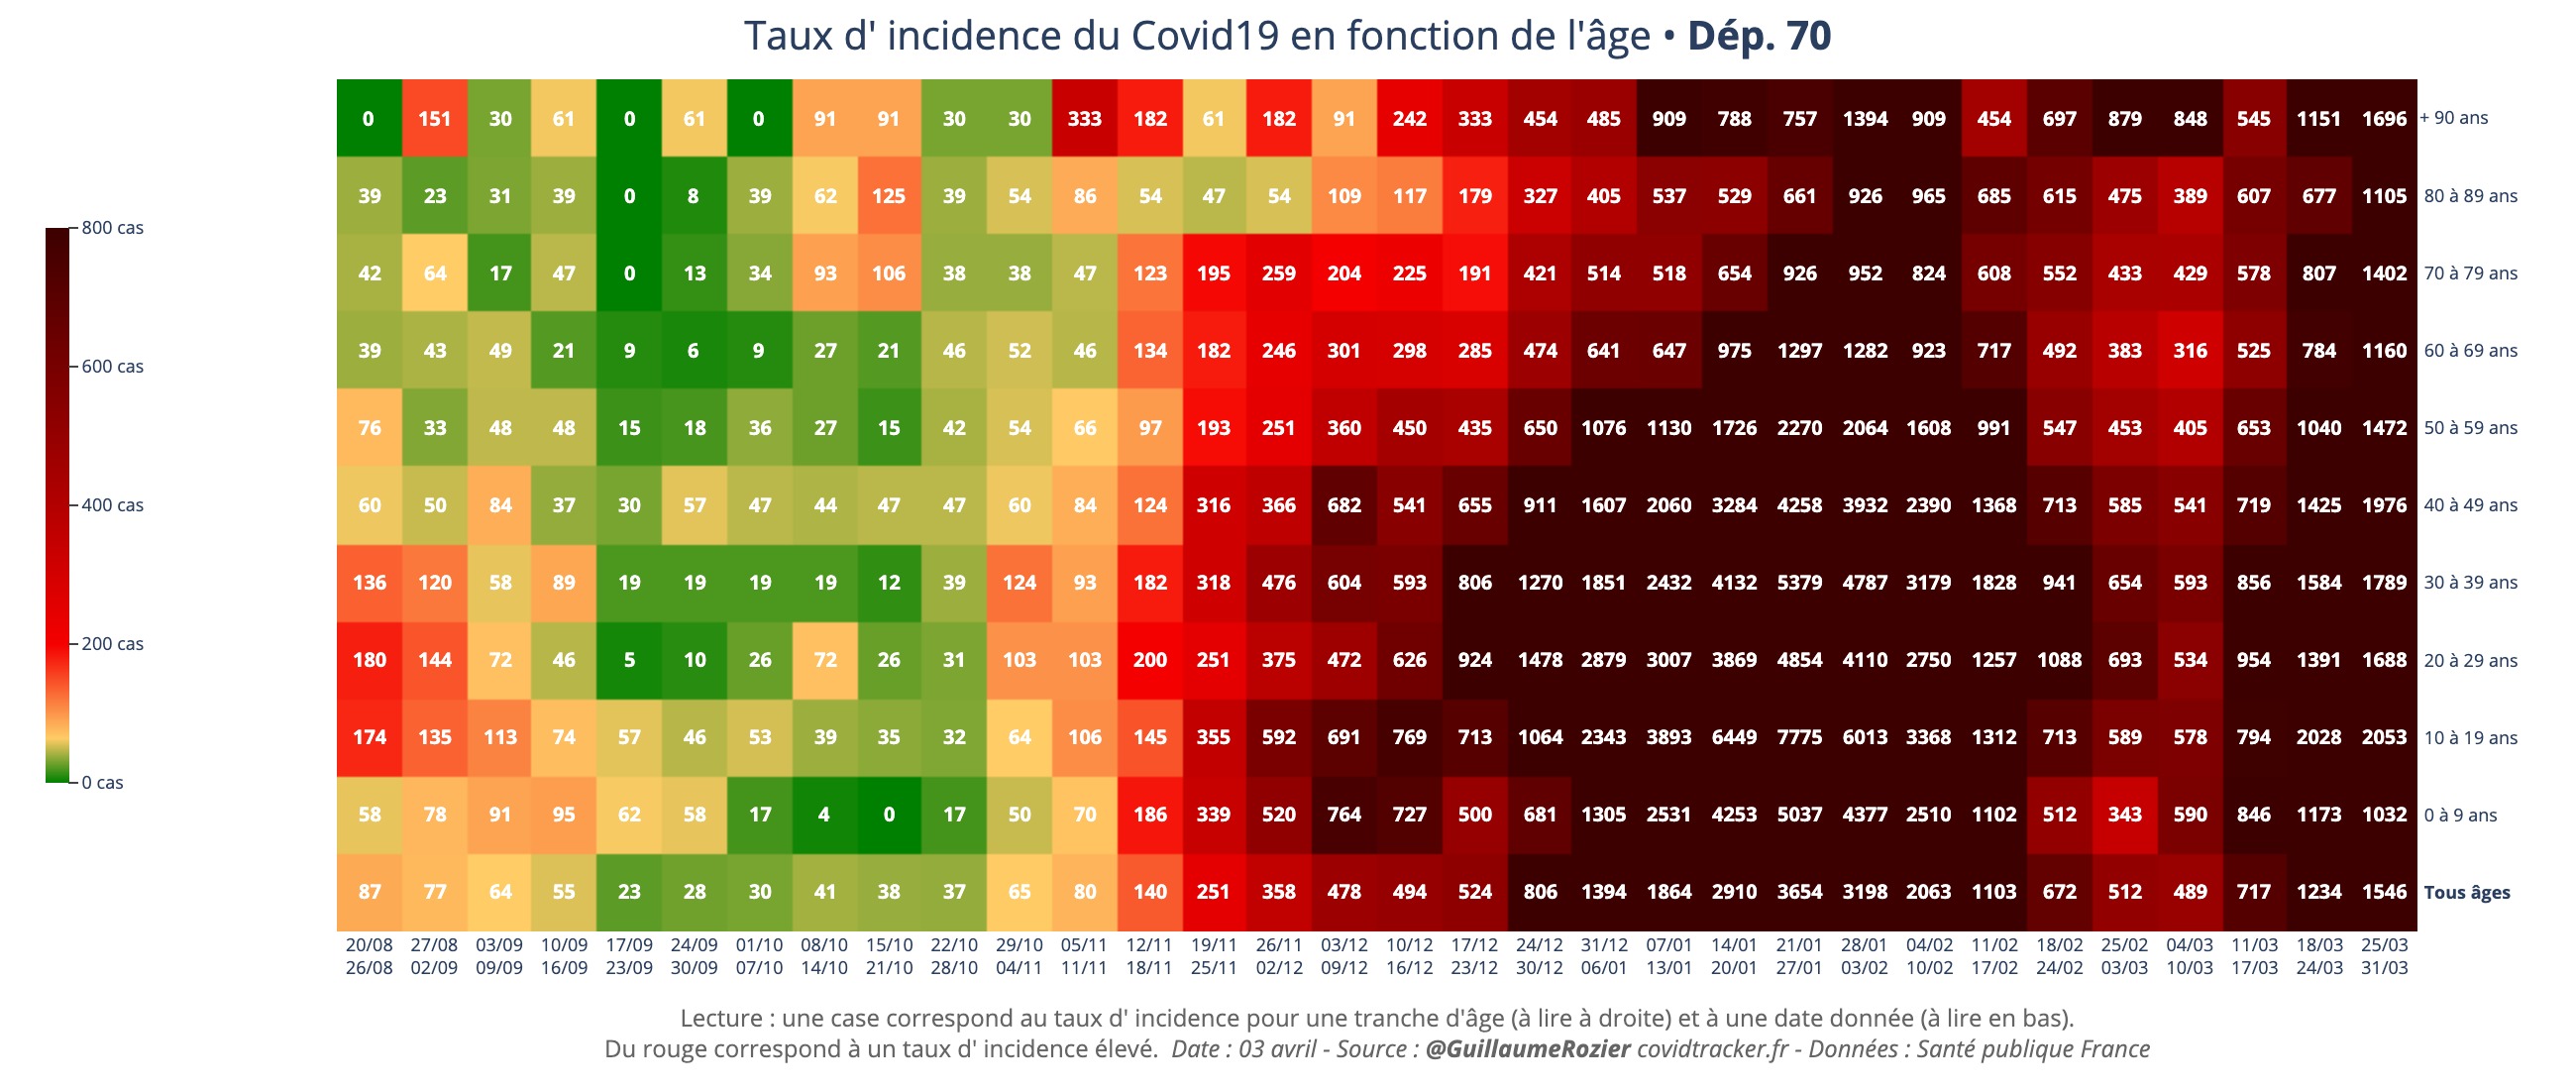 Taux d' incidence du Covid19 en fonction de l'âge • Dép. 70
0 151 30 61 0 61 0 91 91 30 30 333 182 61 182 91 242 333 454 485 909 788 757 1394 909 454 697 879 848 545 1151 1696 + 90 ans
39 23 31 39 0 8 39 62 125 39 54 86 54 47 54 109 117 179 327 405 537 529 661 926 965 685 615 475 389 607 677 1105 80 à 89 ans
800 cas
42 64 17 47 0 13 34 93 106 38 38 47 123 195 259 204 225 191 421 514 518 654 926 952 824 608 552 433 429 578 807 1402 70 à 79 ans
39 43 49 21 9 6 9 27 21 46 52 46 134 182 246 301 298 285 474 641 647 975 1297 1282 923 717 492 383 316 525 784 1160 60 à 69 ans
600 cas
76 33 48 48 15 18 36 27 15 42 54 66 97 193 251 360 450 435 650 1076 1130 1726 2270 2064 1608 991 547 453 405 653 1040 1472 50 à 59 ans
400 cas
60 50 84 37 30 57 47 44 47 47 60 84 124 316 366 682 541 655 911 1607 2060 3284 4258 3932 2390 1368 713 585 541 719 1425 1976 40 à 49 ans
136 120 58 89 19 19 19 19 12 39 124 93 182 318 476 604 593 806 1270 1851 2432 4132 5379 4787 3179 1828 941 654 593 856 1584 1789 30 à 39 ans
200 cas
180 144 72 46 5 10 26 72 26 31 103 103 200 251 375 472 626 924 1478 2879 3007 3869 4854 4110 2750 1257 1088 693 534 954 1391 1688 20 à 29 ans
174 135 113 74 57 46 53 39 35 32 64 106 145 355 592 691 769 713 1064 2343 3893 6449 7775 6013 3368 1312 713 589 578 794 2028 2053 10 à 19 ans
0 cas
58 78 91 95 62 58 17 4 0 17 50 70 186 339 520 764 727 500 681 1305 2531 4253 5037 4377 2510 1102 512 343 590 846 1173 1032 0 à 9 ans
87 77 64 55 23 28 30 41 38 37 65 80 140 251 358 478 494 524 806 1394 1864 2910 3654 3198 2063 1103 672 512 489 717 1234 1546 Tous âges
20/08 27/08 03/09 10/09 17/09 24/09 01/10 08/10 15/10 22/10 29/10 05/11 12/11 19/11 26/11 03/12 10/12 17/12 24/12 31/12 07/01 14/01 21/01 28/01 04/02 11/02 18/02 25/02 04/03 11/03 18/03 25/03
26/08 02/09 09/09 16/09 23/09 30/09 07/10 14/10 21/10 28/10 04/11 11/11 18/11 25/11 02/12 09/12 16/12 23/12 30/12 06/01 13/01 20/01 27/01 03/02 10/02 17/02 24/02 03/03 10/03 17/03 24/03 31/03
Lecture : une case correspond au taux d' incidence pour une tranche d'âge (à lire à droite) et à une date donnée (à lire en bas).
Du rouge correspond à un taux d' incidence élevé. Date : 03 avril - Source : @GuillaumeRozier covidtracker.fr - Données : Santé publique France